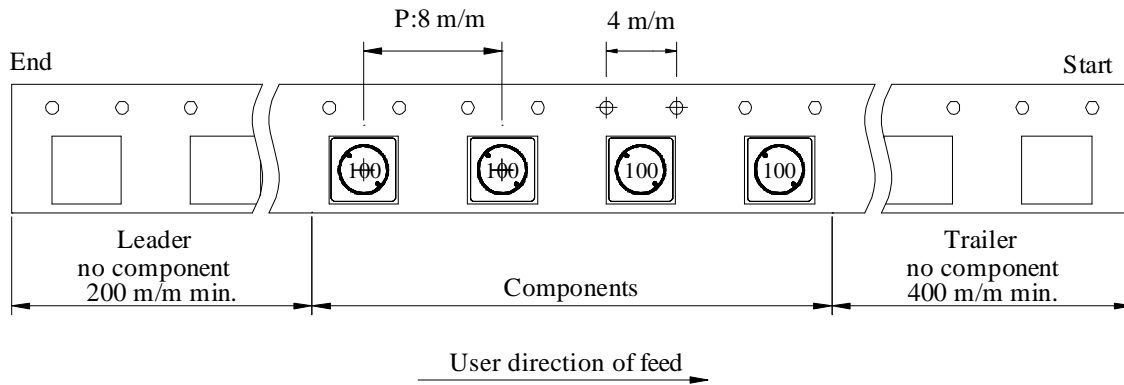 P:8 m/m
4 m/m
End
Start
100
100
100
100
Leader
no component
200 m/m min.
Components
Trailer
no component
400 m/m min.
User direction of feed